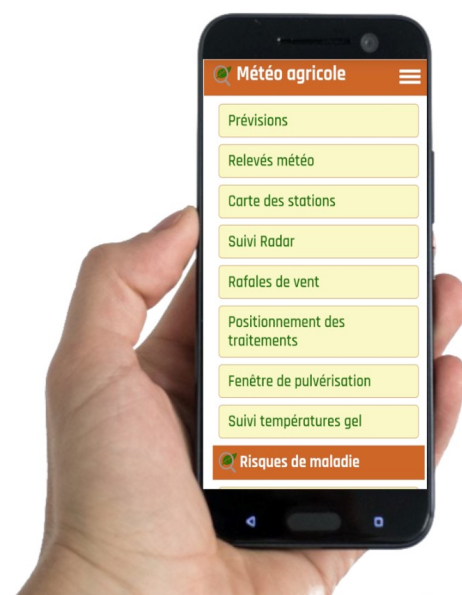 Météo agricole
Prévisions
Relevés météo
Carte des stations
Suivi Radar
Rafales de vent
Positionnement des
traitements
Fenêtre de pulvérisation
Suivi températures gel
Risques de maladie